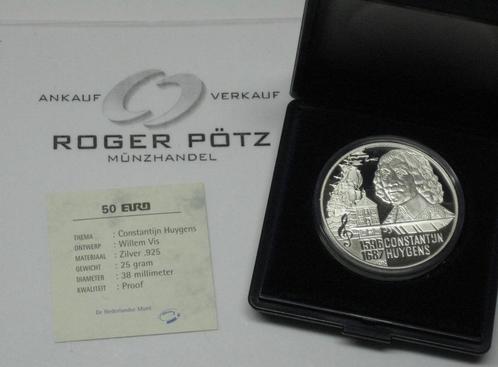 ANKAUF VERKAUF
ROGER PÖTZ
MÜNZHANDEL
50 EURO
THEMA : Constantijn Huygens
ONTWERP : Willem Vis
MATERIAAL : Zilver .925
GEWICHT : 25 gram
DIAMETER : 38 millimeter
KWALITEIT : Proof
De Nederlandse Munt
1596 CONSTANTIJN
1687 HUYGENS